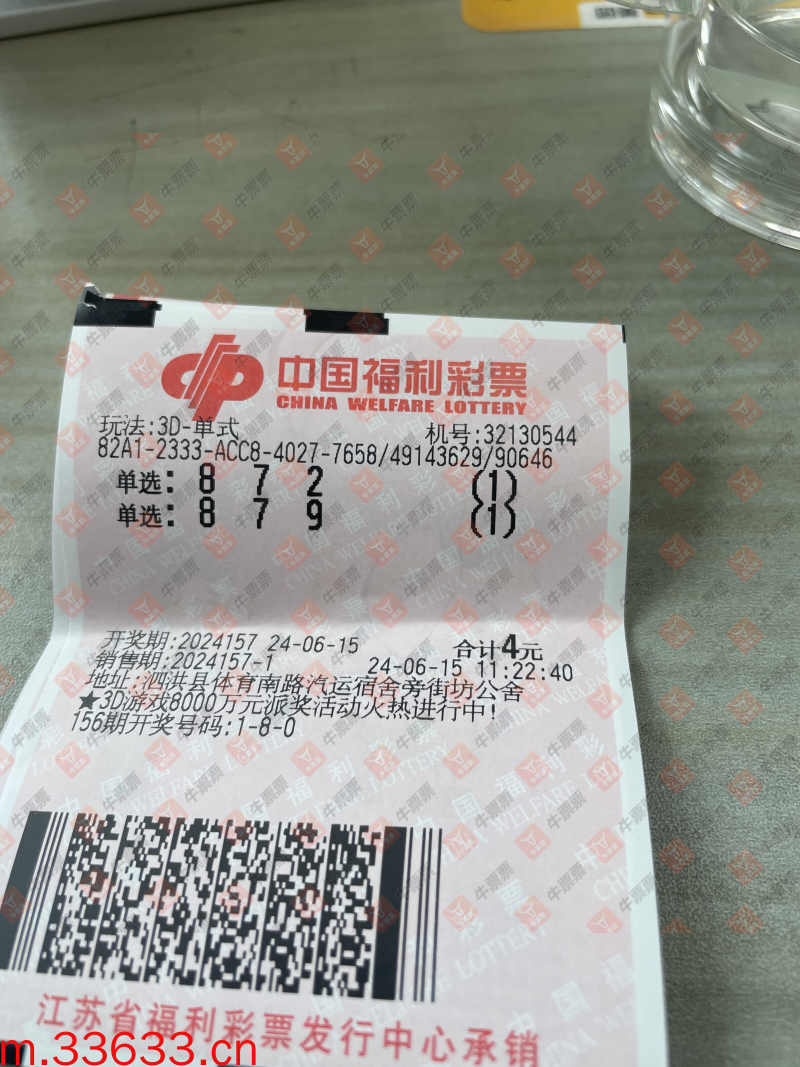 中国福利彩票
CHINA WELFARE LOTTERY
玩法:3D-单式 机号:32130544
82A1-2333-ACC8-4027-7658/49143629/90646
单选: 8 7 2 (1)
单选: 8 7 9 (1)
开奖期:2024157 24-06-15 合计4元
销售期:2024157-1 24-06-15 11:22:40
地址:泗洪县体育南路汽运宿舍旁街坊公舍
★3D游戏8000万元派奖活动火热进行中!
156期开奖号码:1-8-0
江苏省福利彩票发行中心承销
m.33633.cn
牛票票